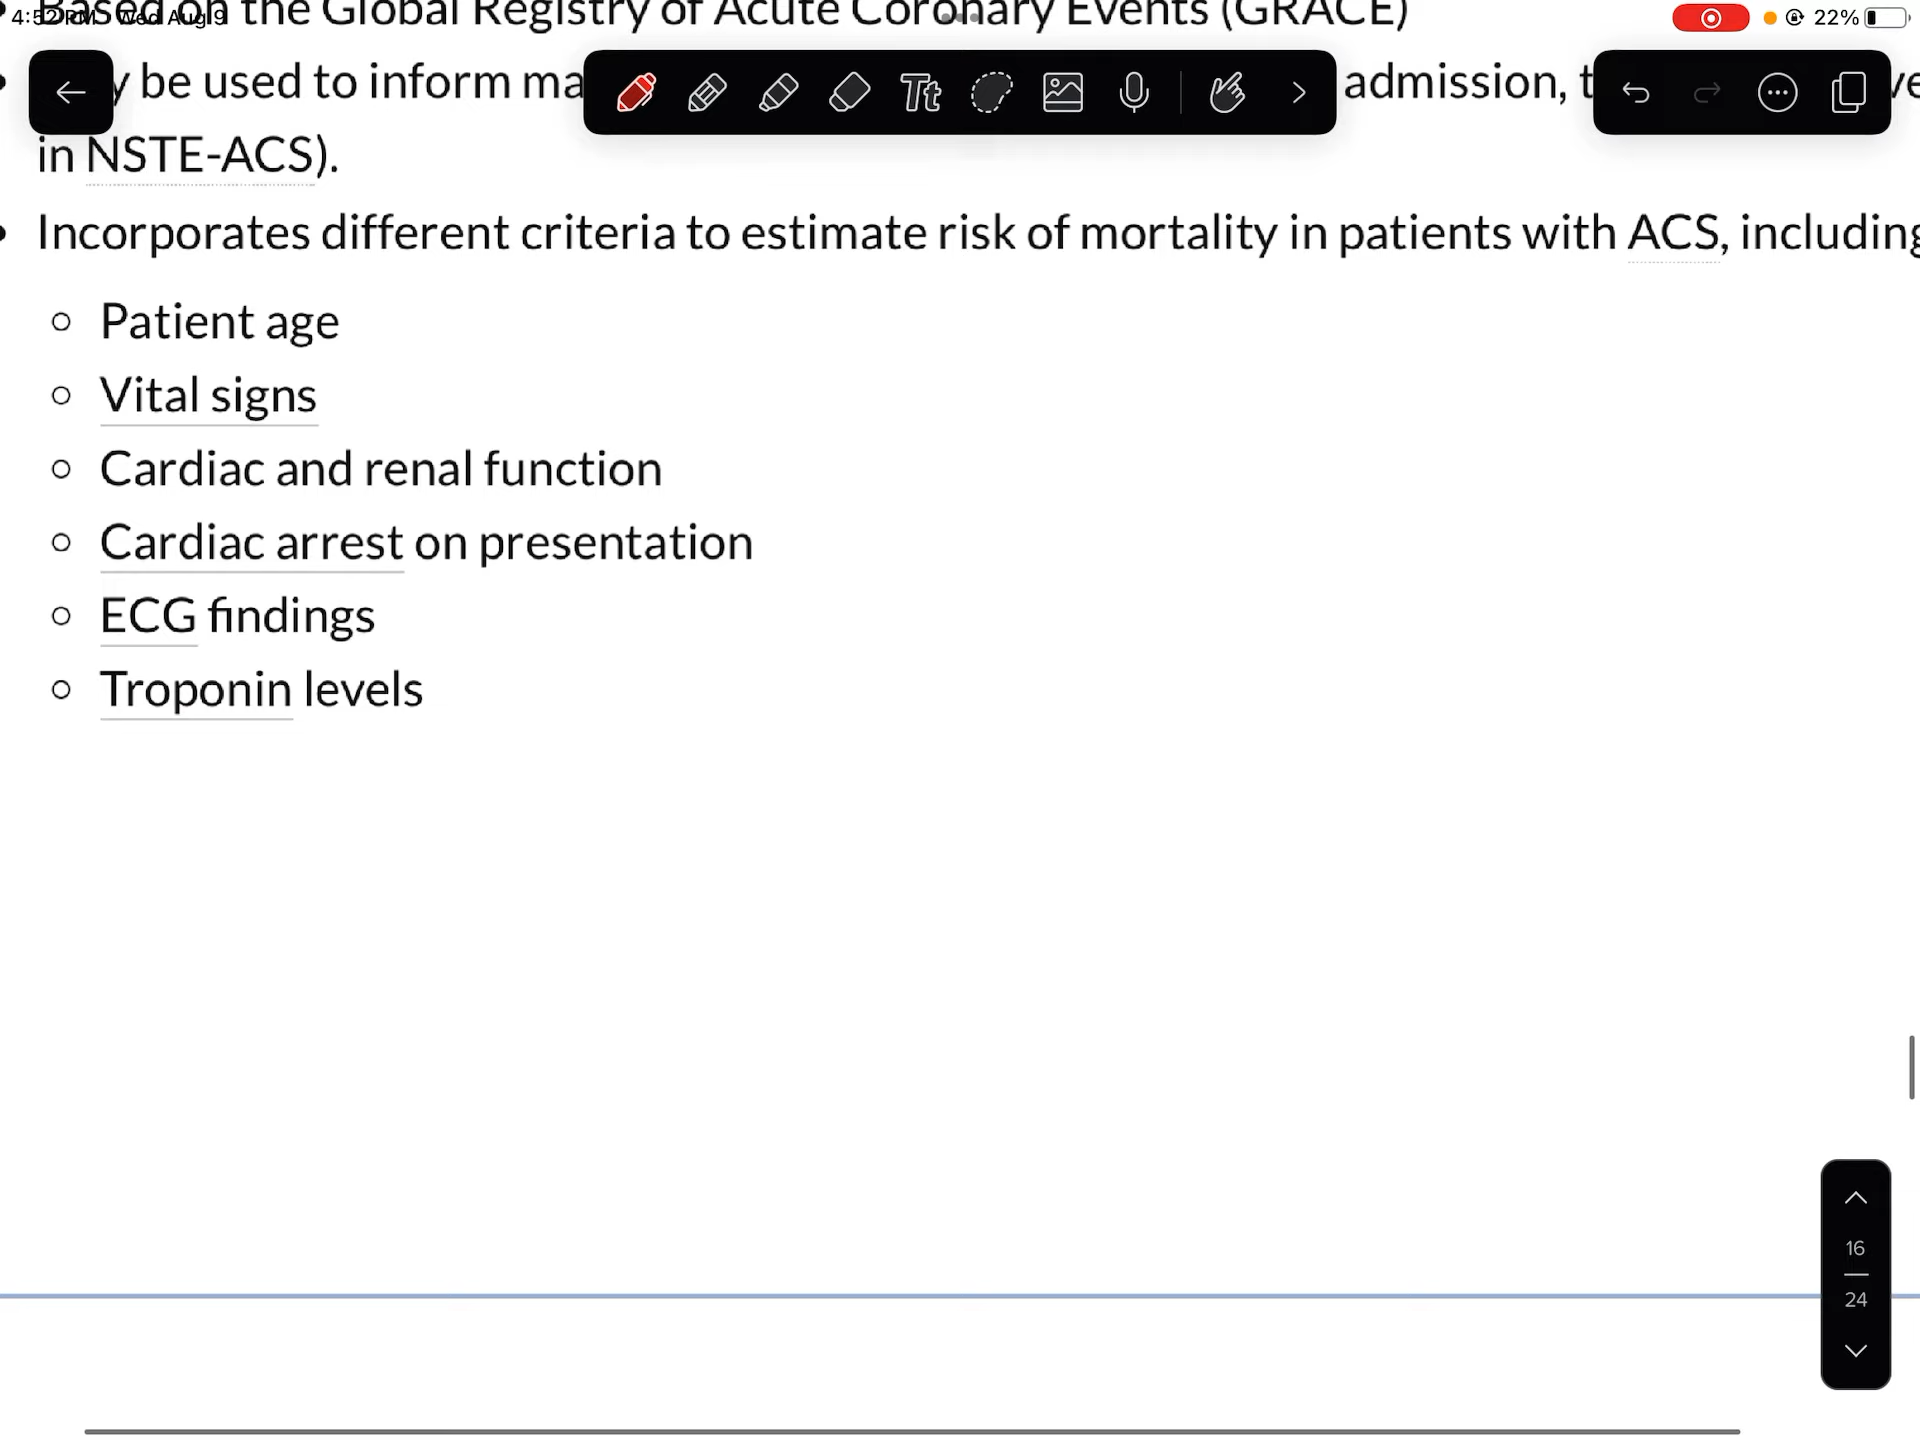 Based on the Global Registry of Acute Coronary Events (GRACE)
4:52 PM Wed Aug 9
22%
be used to inform ma
admission, t
in NSTE-ACS).
• Incorporates different criteria to estimate risk of mortality in patients with ACS, including
○ Patient age
○ Vital signs
○ Cardiac and renal function
○ Cardiac arrest on presentation
○ ECG findings
○ Troponin levels
16
24